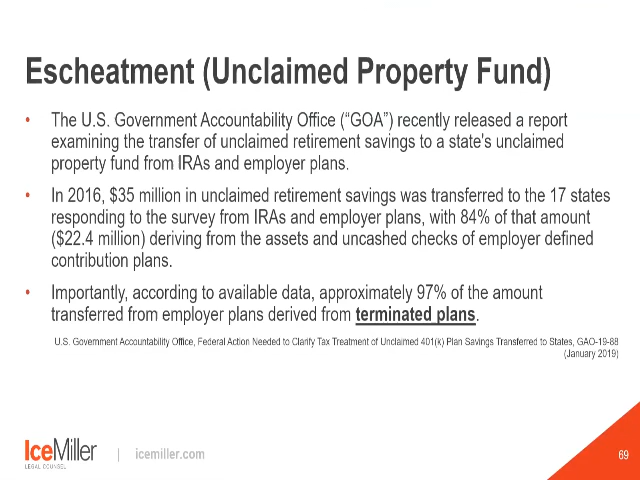 Escheatment (Unclaimed Property Fund)
• The U.S. Government Accountability Office (“GOA”) recently released a report
examining the transfer of unclaimed retirement savings to a state's unclaimed
property fund from IRAs and employer plans.
• In 2016, $35 million in unclaimed retirement savings was transferred to the 17 states
responding to the survey from IRAs and employer plans, with 84% of that amount
($22.4 million) deriving from the assets and uncashed checks of employer defined
contribution plans.
• Importantly, according to available data, approximately 97% of the amount
transferred from employer plans derived from terminated plans.
U.S. Government Accountability Office, Federal Action Needed to Clarify Tax Treatment of Unclaimed 401(k) Plan Savings Transferred to States, GAO-19-88
(January 2019)
IceMiller
LEGAL COUNSEL
| icemiller.com
69